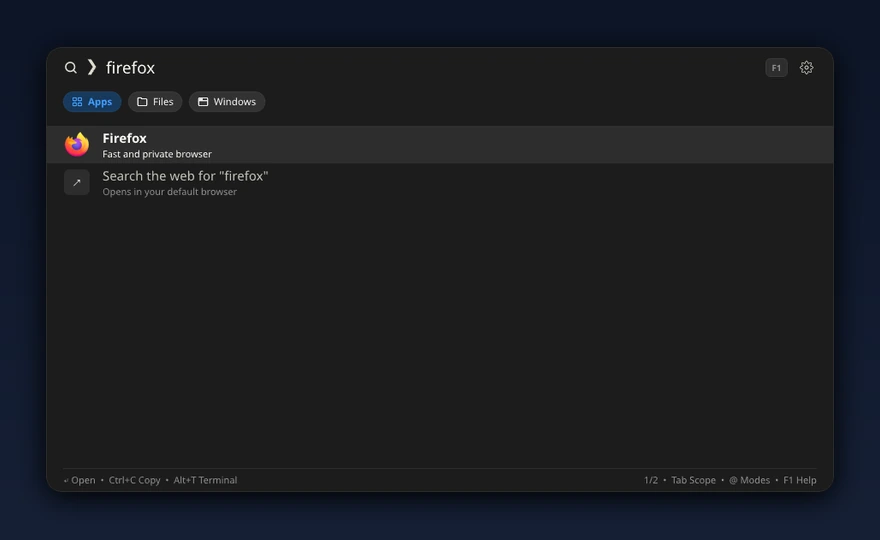 ❯ firefox F1
Apps Files Windows
Firefox
Fast and private browser
Search the web for "firefox"
Opens in your default browser
↵ Open • Ctrl+C Copy • Alt+T Terminal 1/2 • Tab Scope • @ Modes • F1 Help